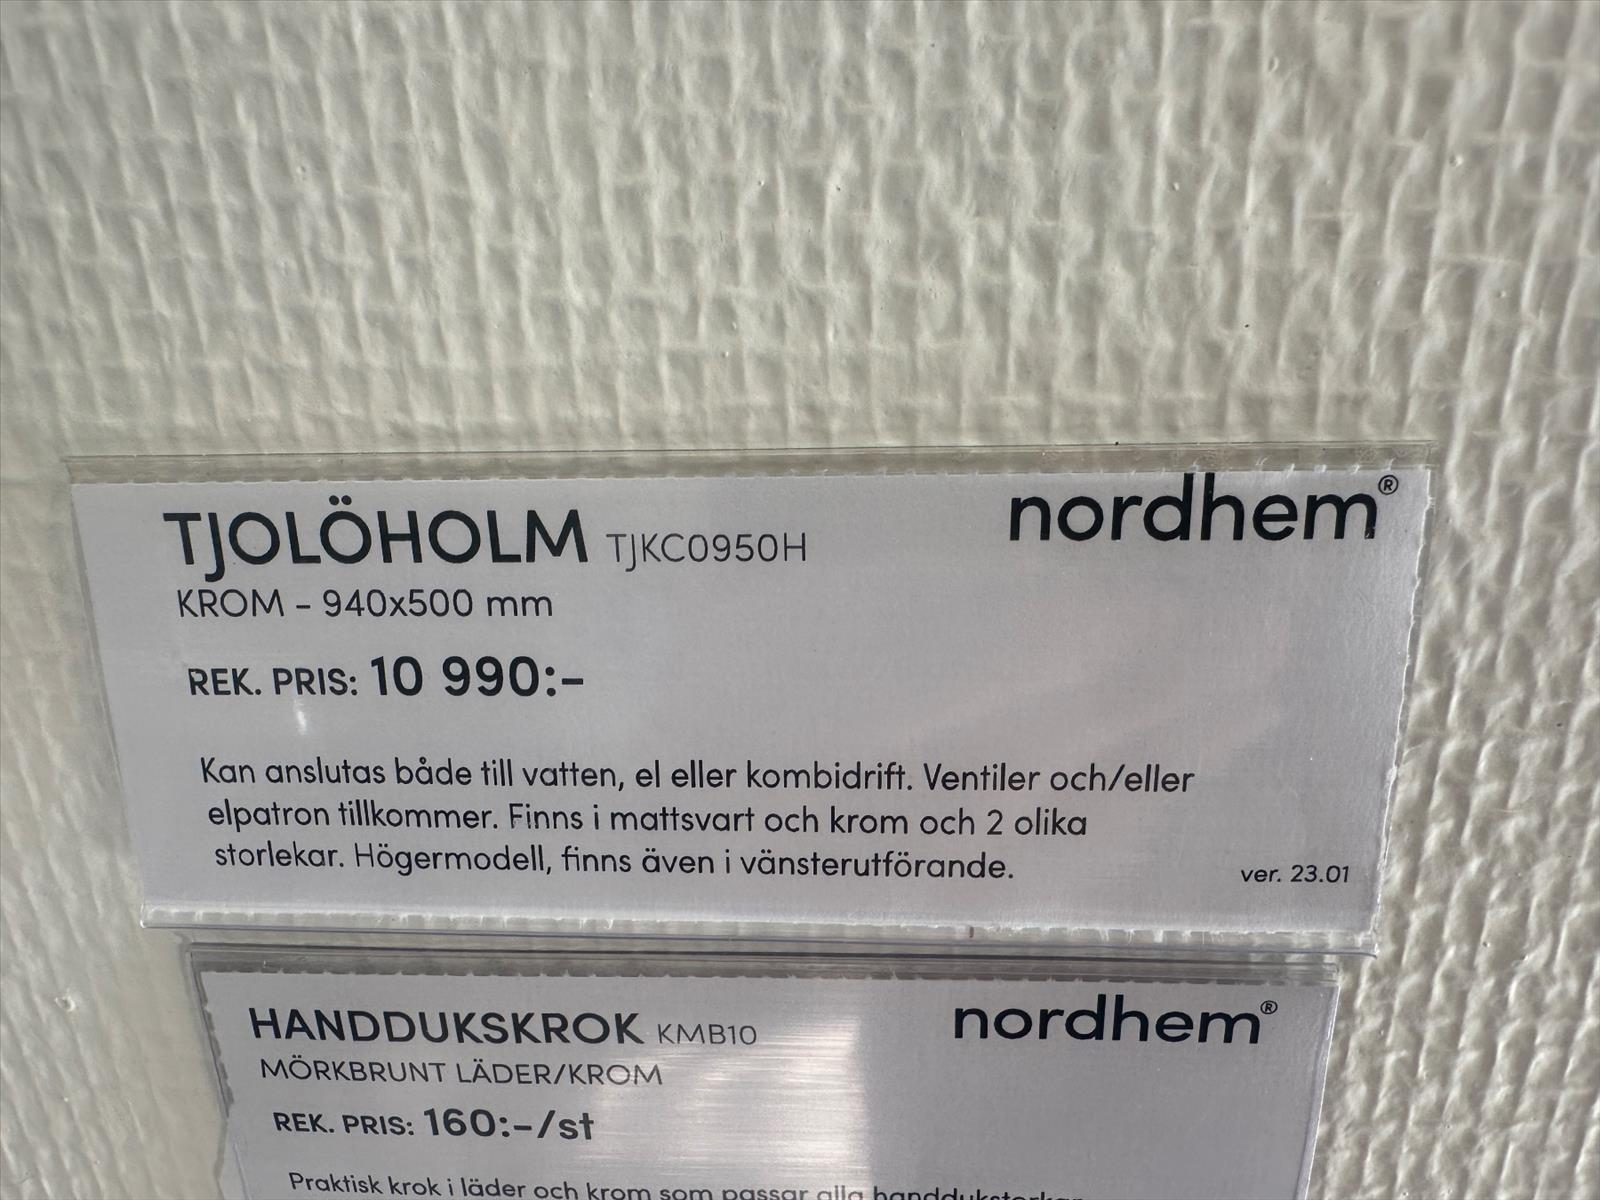 TJOLÖHOLM TJKC0950H nordhem®
KROM – 940x500 mm
REK. PRIS: 10 990:-
Kan anslutas både till vatten, el eller kombidrift. Ventiler och/eller
elpatron tillkommer. Finns i mattsvart och krom och 2 olika
storlekar. Högermodell, finns även i vänsterutförande.
ver. 23.01
HANDDUKSKROK KMB10 nordhem®
MÖRKBRUNT LÄDER/KROM
REK. PRIS: 160:-/st
Praktisk krok i läder och krom som passar alla